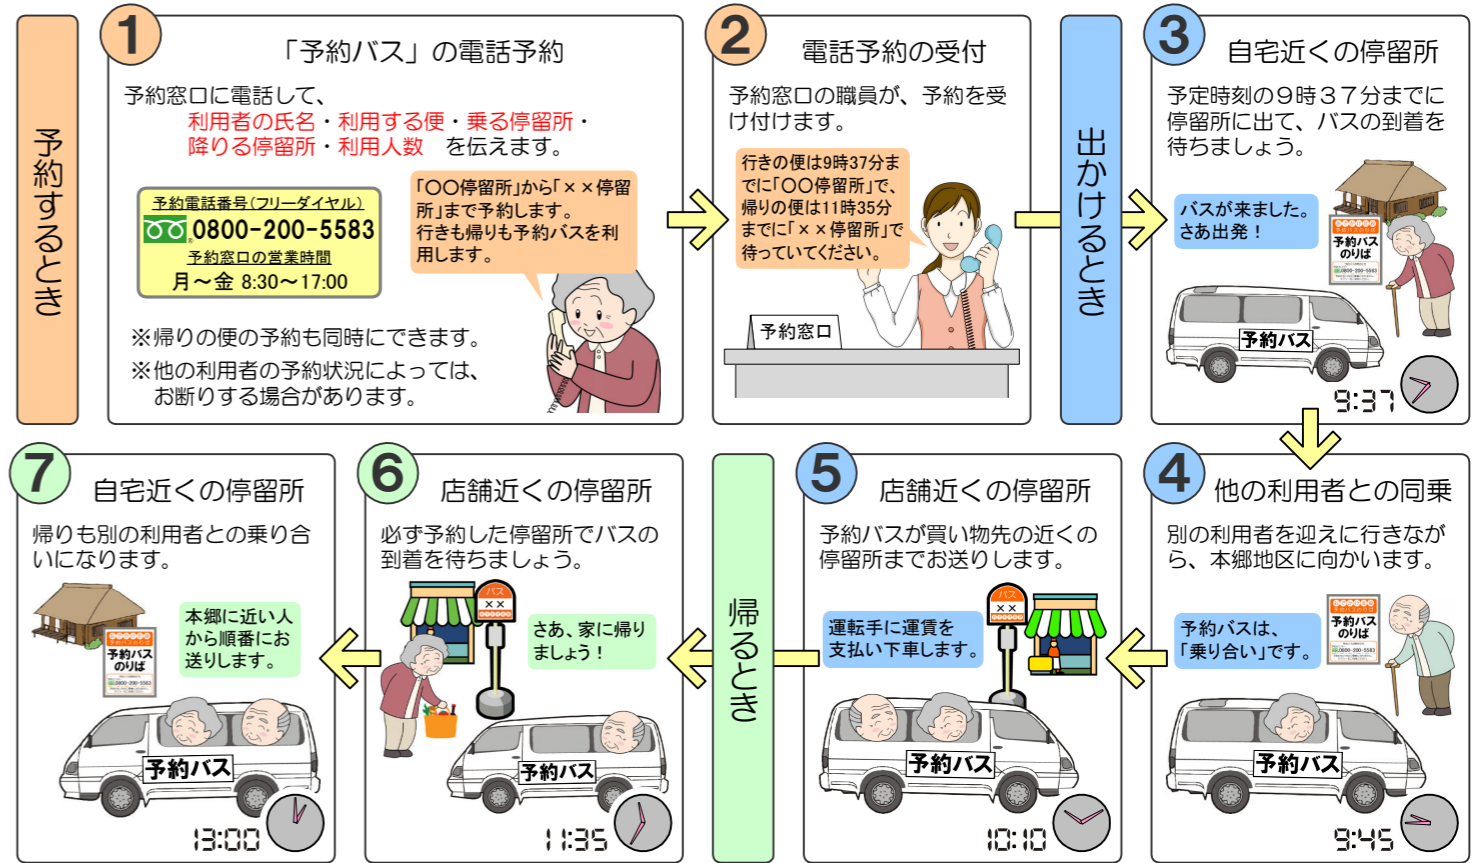 予約するとき
1
「予約バス」の電話予約
予約窓口に電話して、
利用者の氏名・利用する便・乗る停留所・
降りる停留所・利用人数　を伝えます。
予約電話番号(フリーダイヤル)
0800-200-5583
予約窓口の営業時間
月～金 8:30～17:00
「〇〇停留所」から「××停留
所」まで予約します。
行きも帰りも予約バスを利
用します。
※帰りの便の予約も同時にできます。
※他の利用者の予約状況によっては、
お断りする場合があります。
2
電話予約の受付
予約窓口の職員が、予約を受
け付けます。
行きの便は9時37分ま
でに「〇〇停留所」で、
帰りの便は11時35分
までに「××停留所」で
待っていてください。
予約窓口
出かけるとき
3
自宅近くの停留所
予定時刻の９時３７分までに
停留所に出て、バスの到着を
待ちましょう。
バスが来ました。
さあ出発！
予約バス
のりば
0800-200-5583
予約バス
9:37
4
他の利用者との同乗
別の利用者を迎えに行きなが
ら、本郷地区に向かいます。
予約バスは、
「乗り合い」です。
予約バス
のりば
0800-200-5583
予約バス
9:45
5
店舗近くの停留所
予約バスが買い物先の近くの
停留所までお送りします。
運転手に運賃を
支払い下車します。
バス
××
予約バス
10:10
帰るとき
6
店舗近くの停留所
必ず予約した停留所でバスの
到着を待ちましょう。
バス
××
さあ、家に帰り
ましょう！
予約バス
11:35
7
自宅近くの停留所
帰りも別の利用者との乗り合
いになります。
本郷に近い人
から順番にお
送りします。
予約バス
のりば
0800-200-5583
予約バス
13:00